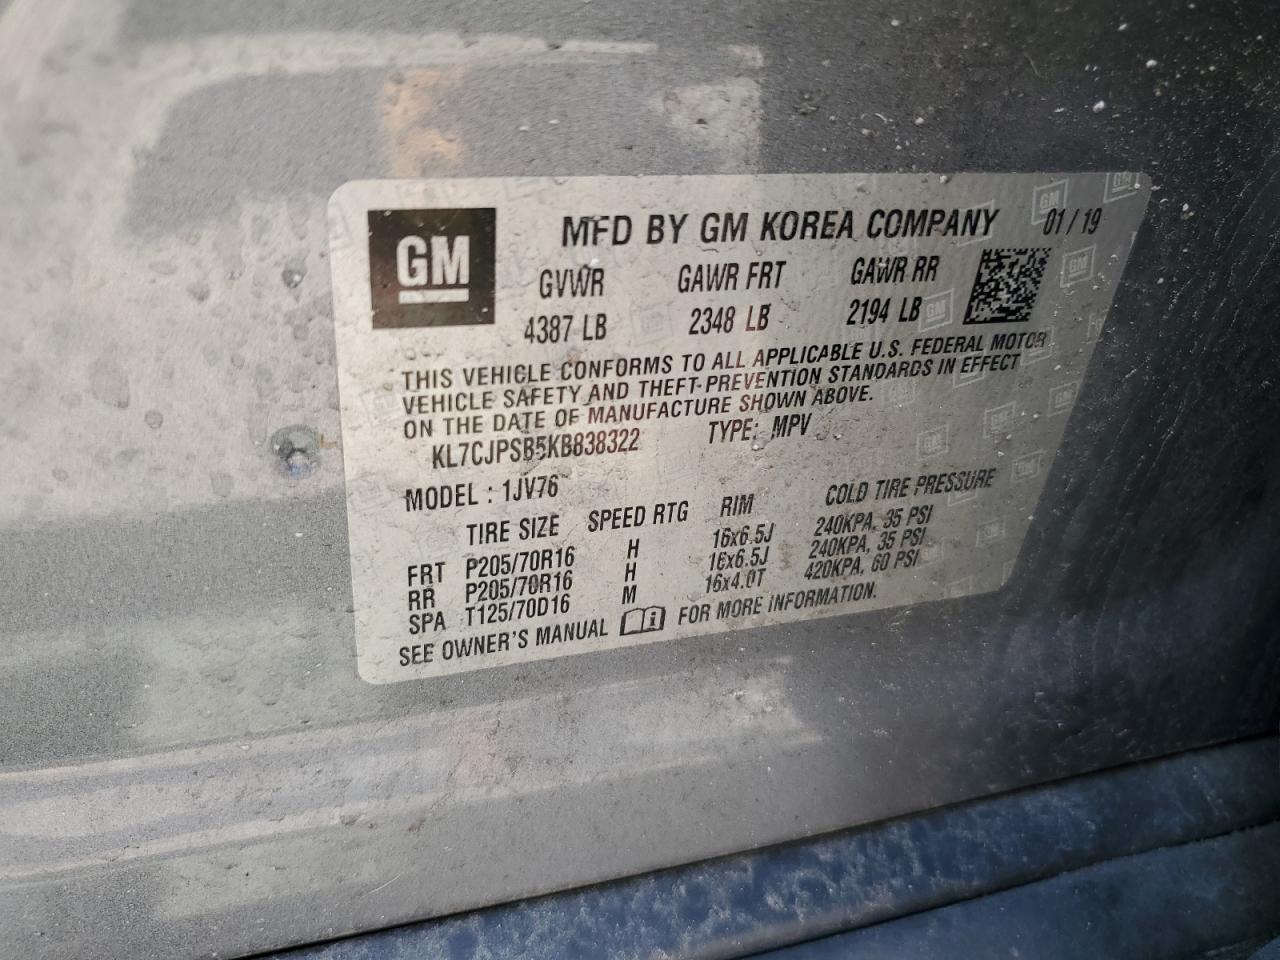 GM
MFD BY GM KOREA COMPANY 01/19
GVWR GAWR FRT GAWR RR
4387 LB 2348 LB 2194 LB
THIS VEHICLE CONFORMS TO ALL APPLICABLE U.S. FEDERAL MOTOR
VEHICLE SAFETY AND THEFT-PREVENTION STANDARDS IN EFFECT
ON THE DATE OF MANUFACTURE SHOWN ABOVE.
KL7CJPSB5KB838322 TYPE: MPV
MODEL : 1JV76
TIRE SIZE SPEED RTG RIM COLD TIRE PRESSURE
FRT P205/70R16 H 16x6.5J 240KPA, 35 PSI
RR P205/70R16 H 16x6.5J 240KPA, 35 PSI
SPA T125/70D16 M 16x4.0T 420KPA, 60 PSI
SEE OWNER'S MANUAL FOR MORE INFORMATION.